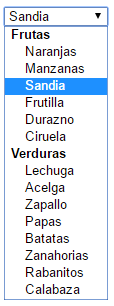 Sandia
Frutas
Naranjas
Manzanas
Sandia
Frutilla
Durazno
Ciruela
Verduras
Lechuga
Acelga
Zapallo
Papas
Batatas
Zanahorias
Rabanitos
Calabaza